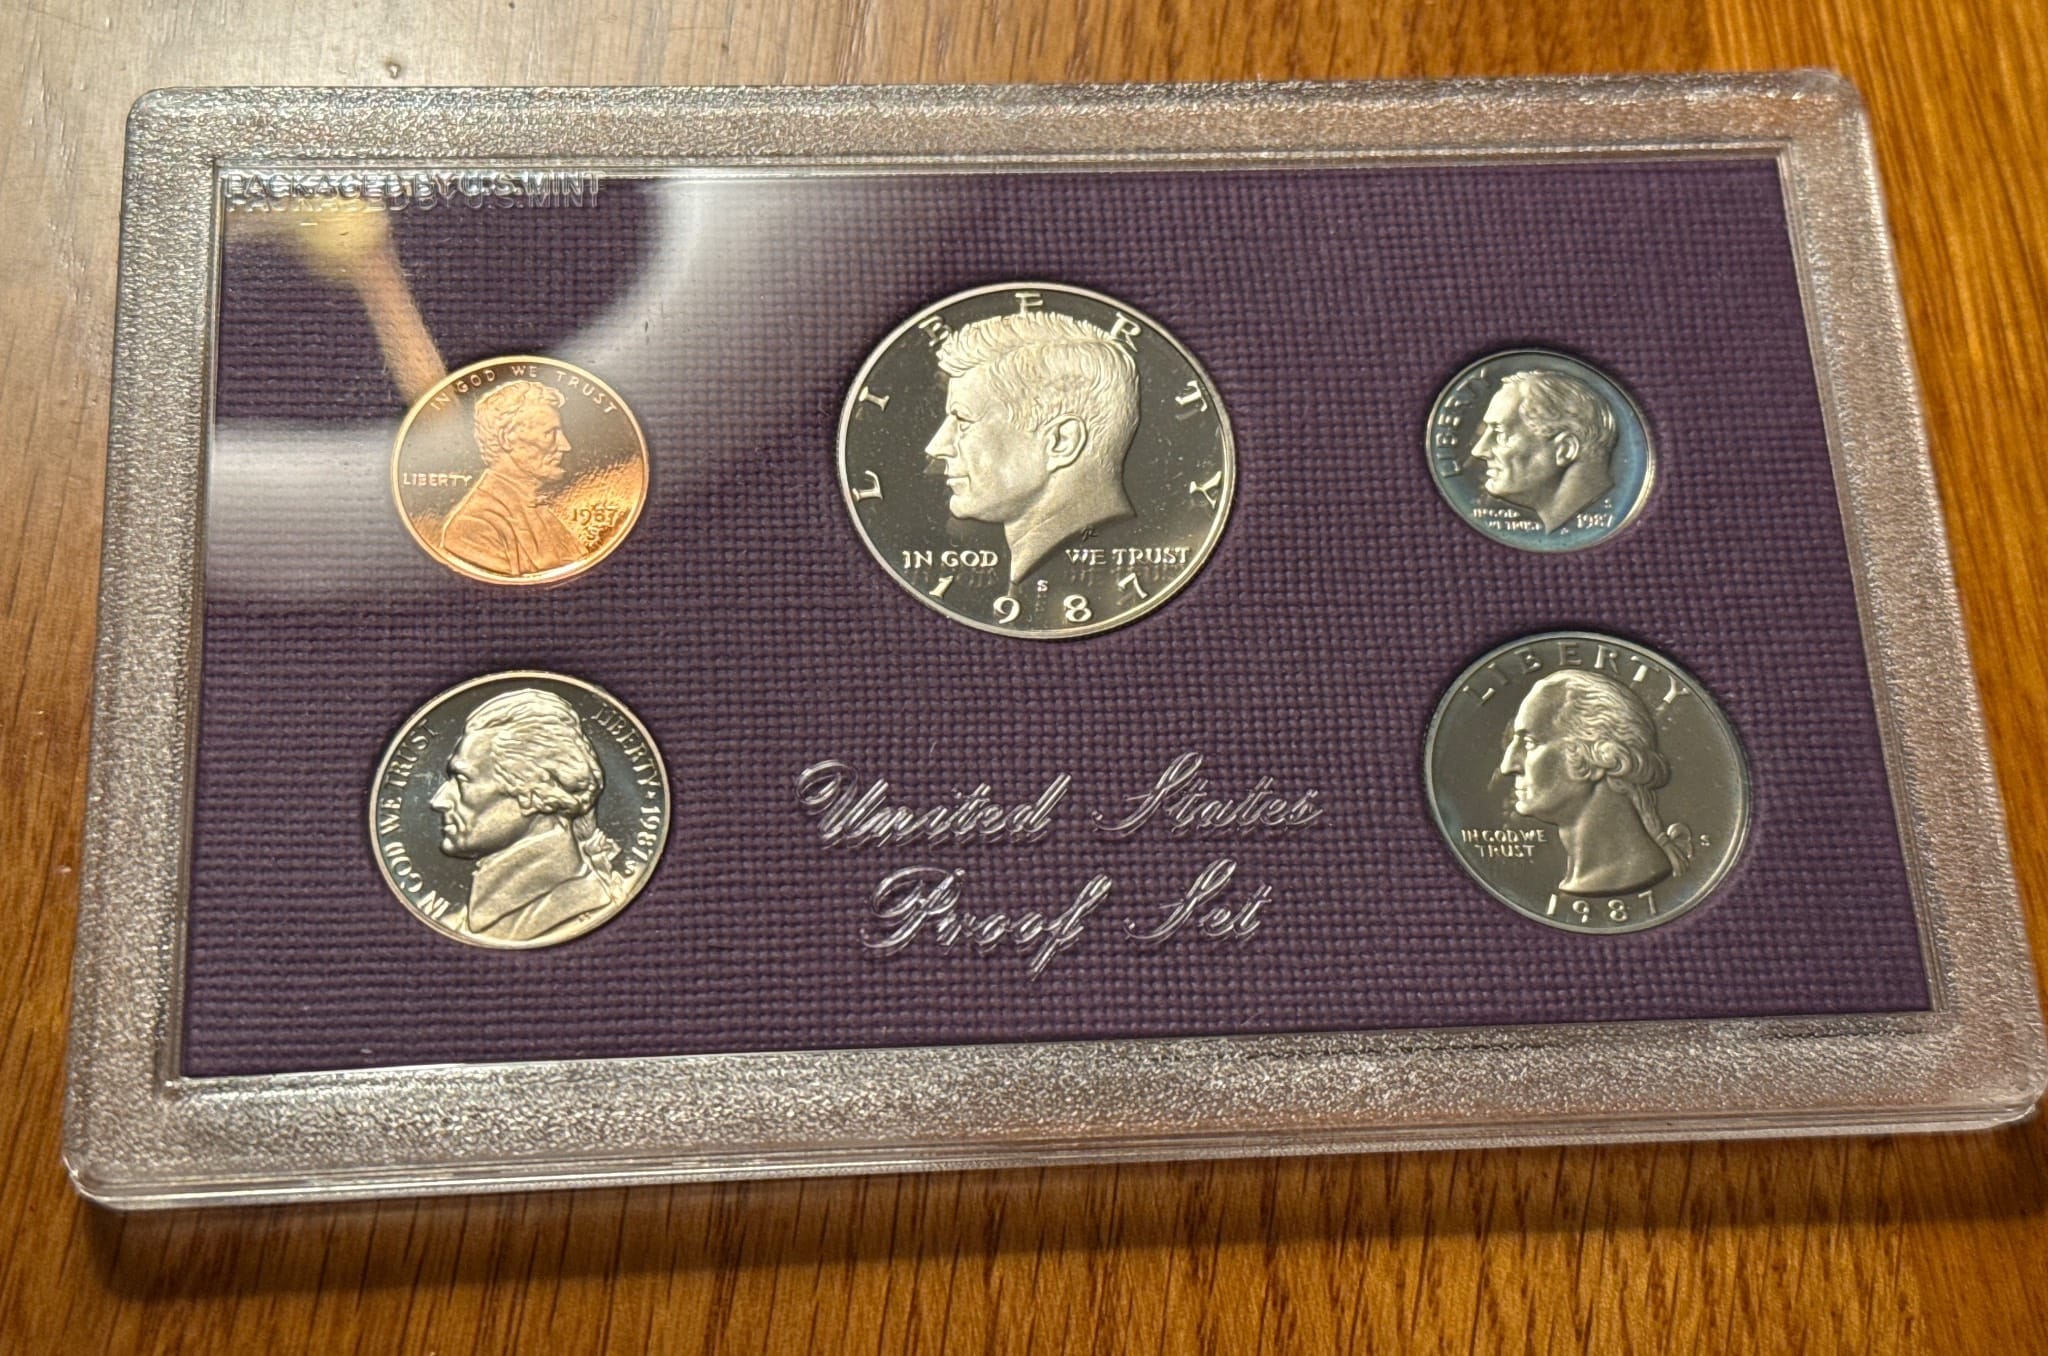 PACKAGED BY U.S. MINT
IN GOD WE TRUST
LIBERTY
1987
LIBERTY
IN GOD WE TRUST
S
1987
LIBERTY
IN GOD
WE TRUST
S
1987
IN GOD WE TRUST
LIBERTY • 1987 S
LIBERTY
IN GOD WE
TRUST
S
1987
United States
Proof Set